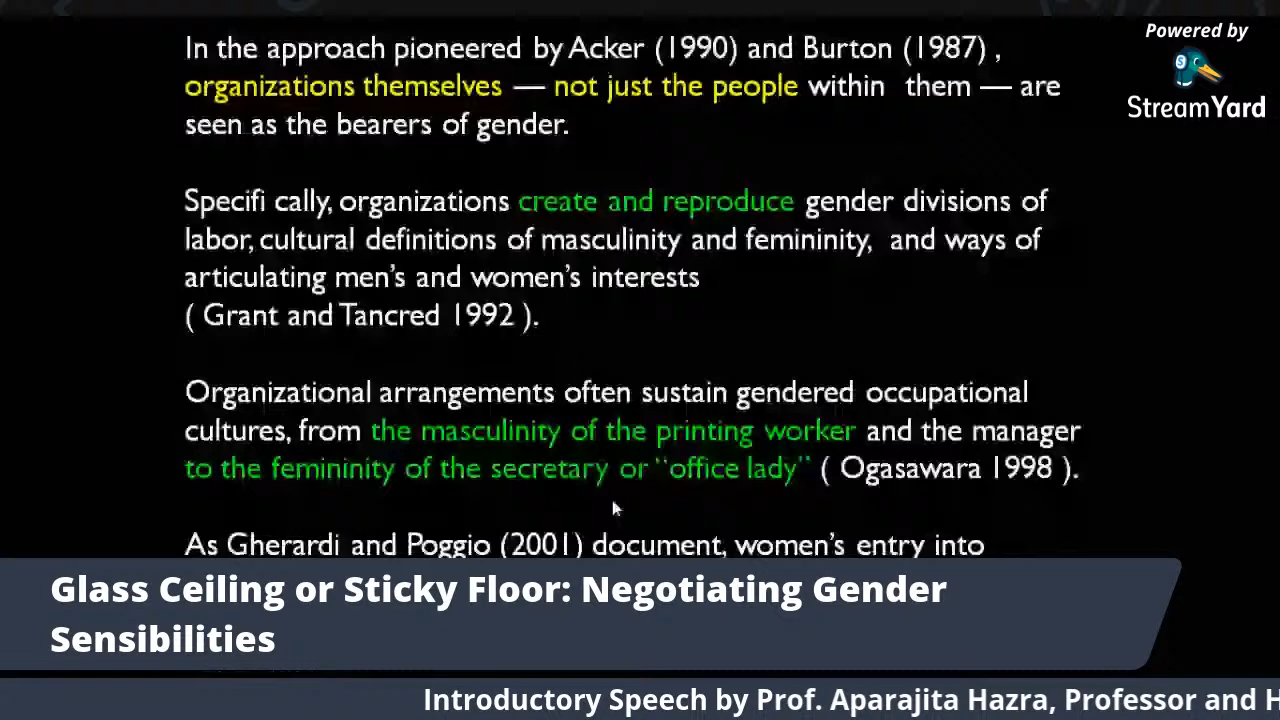 In the approach pioneered by Acker (1990) and Burton (1987) ,
organizations themselves — not just the people within them — are
seen as the bearers of gender.
Specifi cally, organizations create and reproduce gender divisions of
labor, cultural definitions of masculinity and femininity, and ways of
articulating men's and women's interests
( Grant and Tancred 1992 ).
Organizational arrangements often sustain gendered occupational
cultures, from the masculinity of the printing worker and the manager
to the femininity of the secretary or "office lady" ( Ogasawara 1998 ).
As Gherardi and Poggio (2001) document, women's entry into
Powered by
StreamYard
Glass Ceiling or Sticky Floor: Negotiating Gender
Sensibilities
Introductory Speech by Prof. Aparajita Hazra, Professor and H